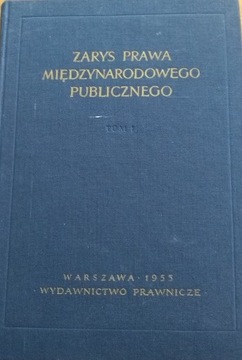 ZARYS PRAWA
MIĘDZYNARODOWEGO
PUBLICZNEGO
TOM I
WARSZAWA · 1955
· WYDAWNICTWO PRAWNICZE ·